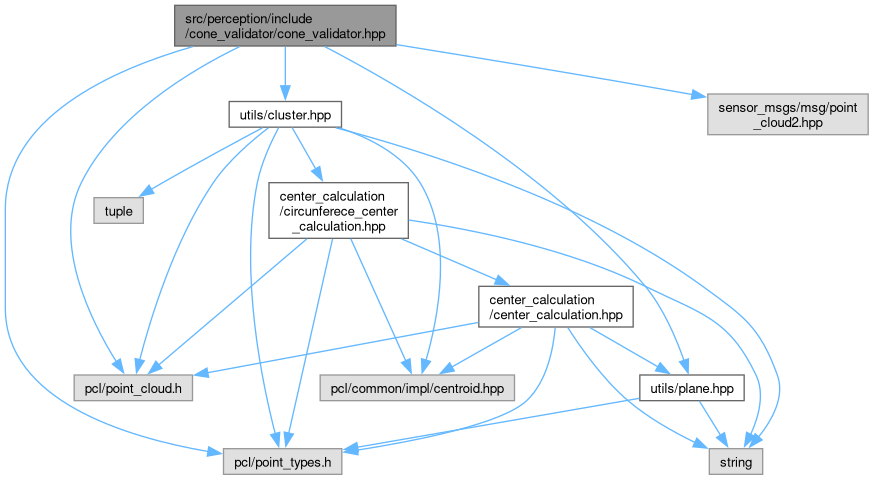 src/perception/include
/cone_validator/cone_validator.hpp
utils/cluster.hpp
sensor_msgs/msg/point
_cloud2.hpp
tuple
center_calculation
/circunferece_center
_calculation.hpp
center_calculation
/center_calculation.hpp
pcl/point_cloud.h
pcl/common/impl/centroid.hpp
utils/plane.hpp
pcl/point_types.h
string